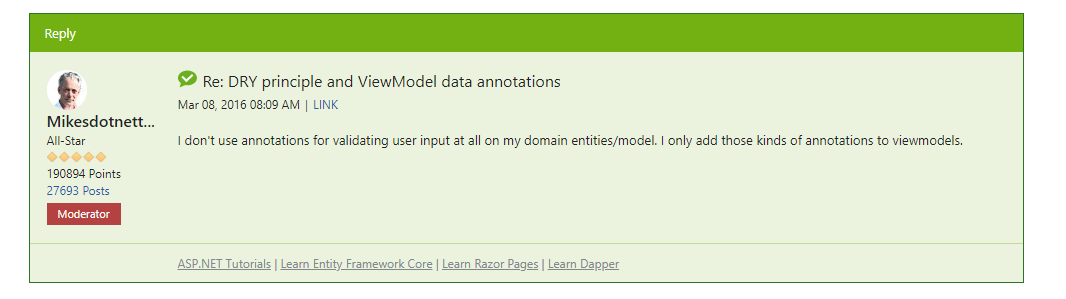 Reply
Re: DRY principle and ViewModel data annotations
Mar 08, 2016 08:09 AM | LINK
Mikesdotnett...
All-Star
190894 Points
27693 Posts
Moderator
I don't use annotations for validating user input at all on my domain entities/model. I only add those kinds of annotations to viewmodels.
ASP.NET Tutorials | Learn Entity Framework Core | Learn Razor Pages | Learn Dapper